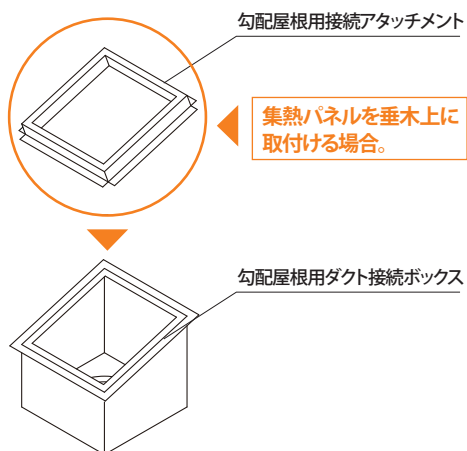 勾配屋根用接続アタッチメント
集熱パネルを垂木上に
取付ける場合。
勾配屋根用ダクト接続ボックス